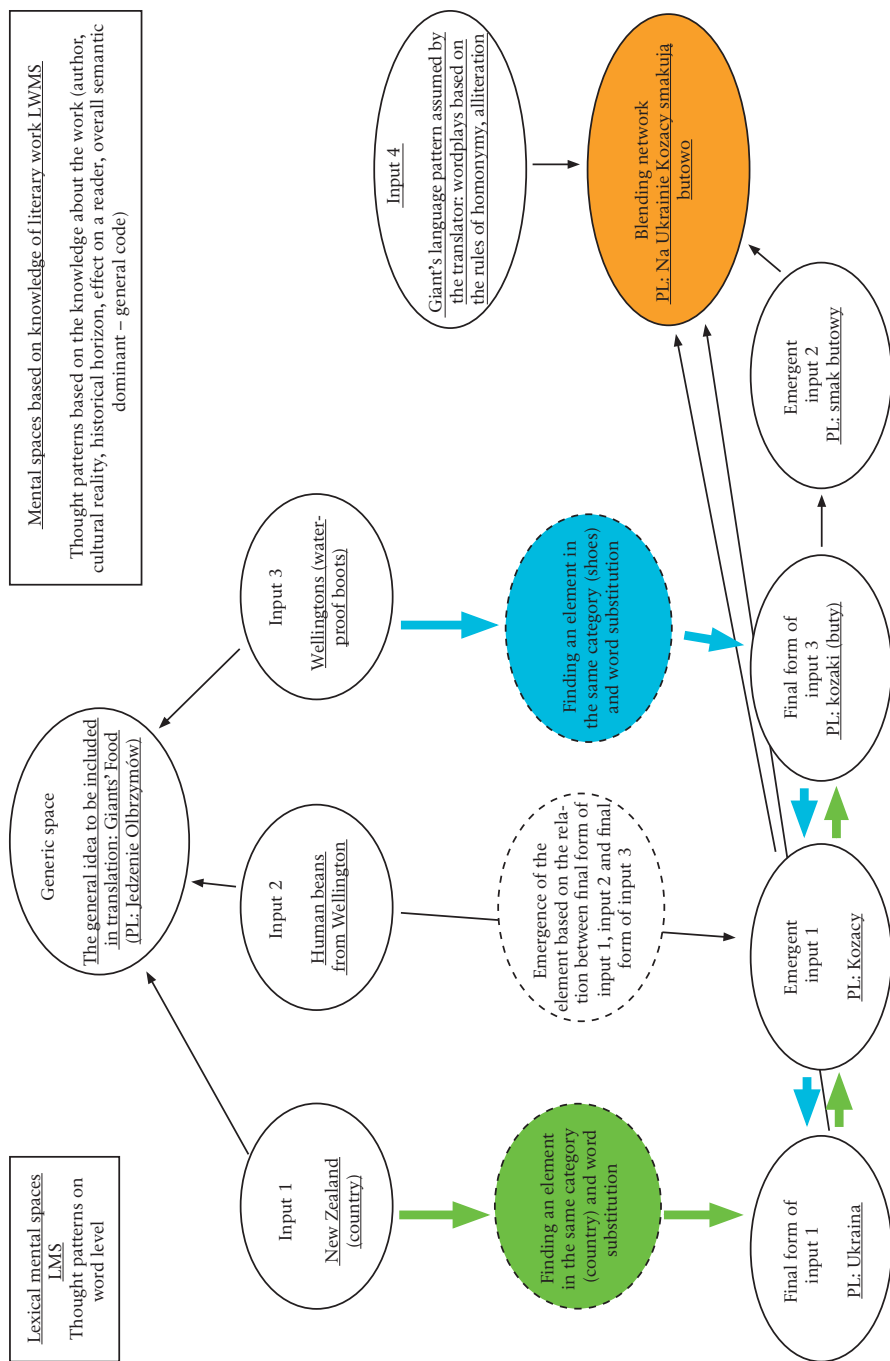 Lexical mental spaces
LMS
Thought patterns on
word level
Mental spaces based on knowledge of literary work LWMS
Thought patterns based on the knowledge about the work (author,
cultural reality, historical horizon, effect on a reader, overall semantic
dominant – general code)
Generic space
The general idea to be included
in translation: Giants’ Food
(PL: Jedzenie Olbrzymów)
Input 1
New Zealand
(country)
Input 2
Human beans
from Wellington
Input 3
Wellingtons (water-
proof boots)
Input 4
Giant’s language pattern assumed by
the translator: wordplays based on
the rules of homonymy, alliteration
Finding an element
in the same category
(country) and word
substitution
Emergence of the
element based on the rela-
tion between final form of
input 1, input 2 and final
form of input 3
Finding an element in
the same category (shoes)
and word substitution
Blending network
PL: Na Ukrainie Kozacy smakują
butowo
Final form of
input 1
PL: Ukraina
Emergent
input 1
PL: Kozacy
Final form of
input 3
PL: kozaki (buty)
Emergent
input 2
PL: smak butowy